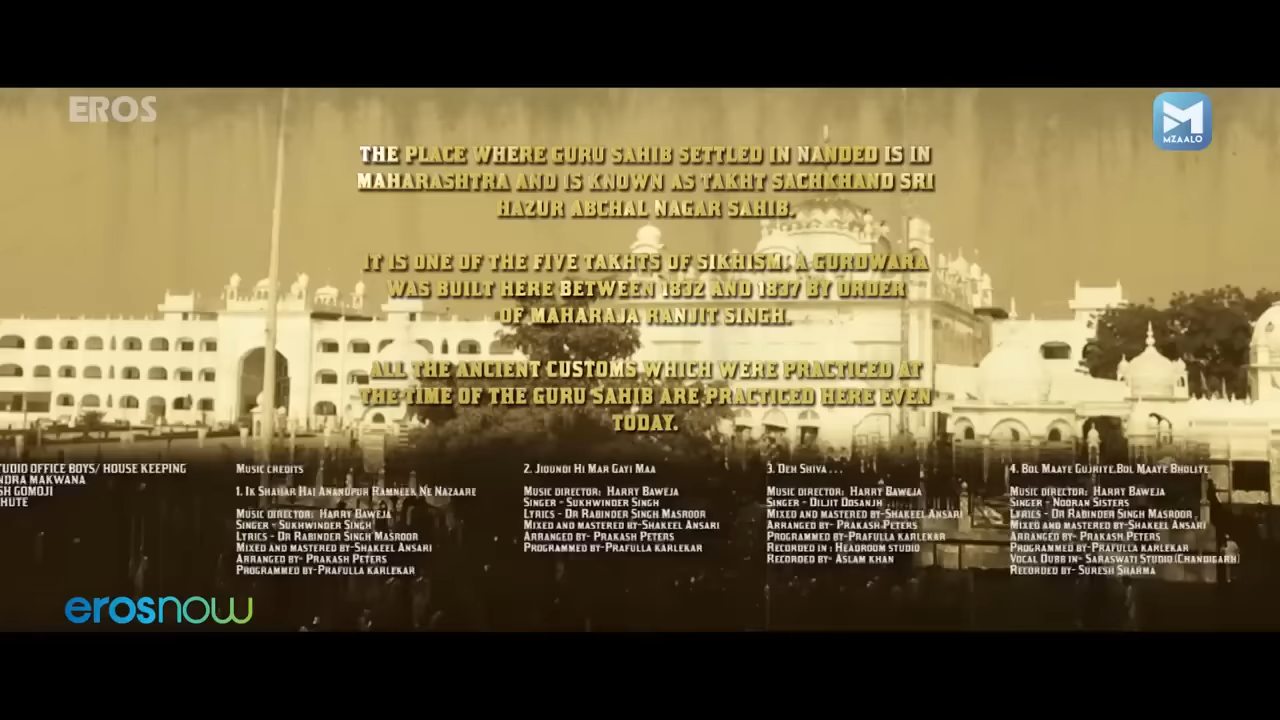 EROS
MZAALO
THE PLACE WHERE GURU SAHIB SETTLED IN NANDED IS IN
MAHARASHTRA AND IS KNOWN AS TAKHT SACHKHAND SRI
HAZUR ABCHAL NAGAR SAHIB.
IT IS ONE OF THE FIVE TAKHTS OF SIKHISM. A GURDWARA
WAS BUILT HERE BETWEEN 1832 AND 1837 BY ORDER
OF MAHARAJA RANJIT SINGH.
ALL THE ANCIENT CUSTOMS WHICH WERE PRACTICED AT
THE TIME OF THE GURU SAHIB ARE PRACTICED HERE EVEN
TODAY.
TUDIO OFFICE BOYS/ HOUSE KEEPING
NDRA MAKWANA
SH GOMOJI
HUTE
MUSIC CREDITS
1. IK SHAHAR HAI ANANDPUR RAMNEEK NE NAZAARE
MUSIC DIRECTOR: HARRY BAWEJA
SINGER - SUKHWINDER SINGH
LYRICS - DR RABINDER SINGH MASROOR
MIXED AND MASTERED BY-SHAKEEL ANSARI
ARRANGED BY- PRAKASH PETERS
PROGRAMMED BY-PRAFULLA KARLEKAR
2. JIOUNDI HI MAR GAYI MAA
MUSIC DIRECTOR: HARRY BAWEJA
SINGER - SUKHWINDER SINGH
LYRICS - DR RABINDER SINGH MASROOR
MIXED AND MASTERED BY-SHAKEEL ANSARI
ARRANGED BY- PRAKASH PETERS
PROGRAMMED BY-PRAFULLA KARLEKAR
3. DEH SHIVA . . .
MUSIC DIRECTOR: HARRY BAWEJA
SINGER - DILJIT DOSANJH
MIXED AND MASTERED BY-SHAKEEL ANSARI
ARRANGED BY- PRAKASH PETERS
PROGRAMMED BY-PRAFULLA KARLEKAR
RECORDED IN : HEADROOM STUDIO
RECORDED BY- ASLAM KHAN
4. BOL MAAYE GUJRIYE,BOL MAAYE BHOLIYE
MUSIC DIRECTOR: HARRY BAWEJA
SINGER - NOORAN SISTERS
LYRICS - DR RABINDER SINGH MASROOR
MIXED AND MASTERED BY-SHAKEEL ANSARI
ARRANGED BY - PRAKASH PETERS
PROGRAMMED BY-PRAFULLA KARLEKAR
VOCAL DUBB IN- SARASWATI STUDIO (CHANDIGARH)
RECORDED BY- SURESH SHARMA
erosnow